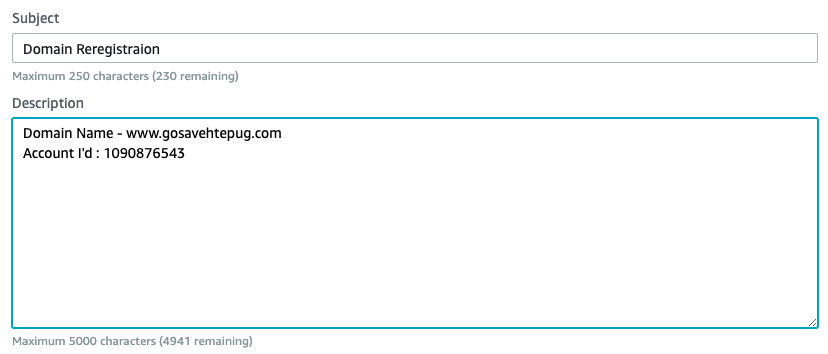 Subject
Domain Reregistraion
Maximum 250 characters (230 remaining)
Description
Domain Name - www.gosavehtepug.com
Account I'd : 1090876543
Maximum 5000 characters (4941 remaining)